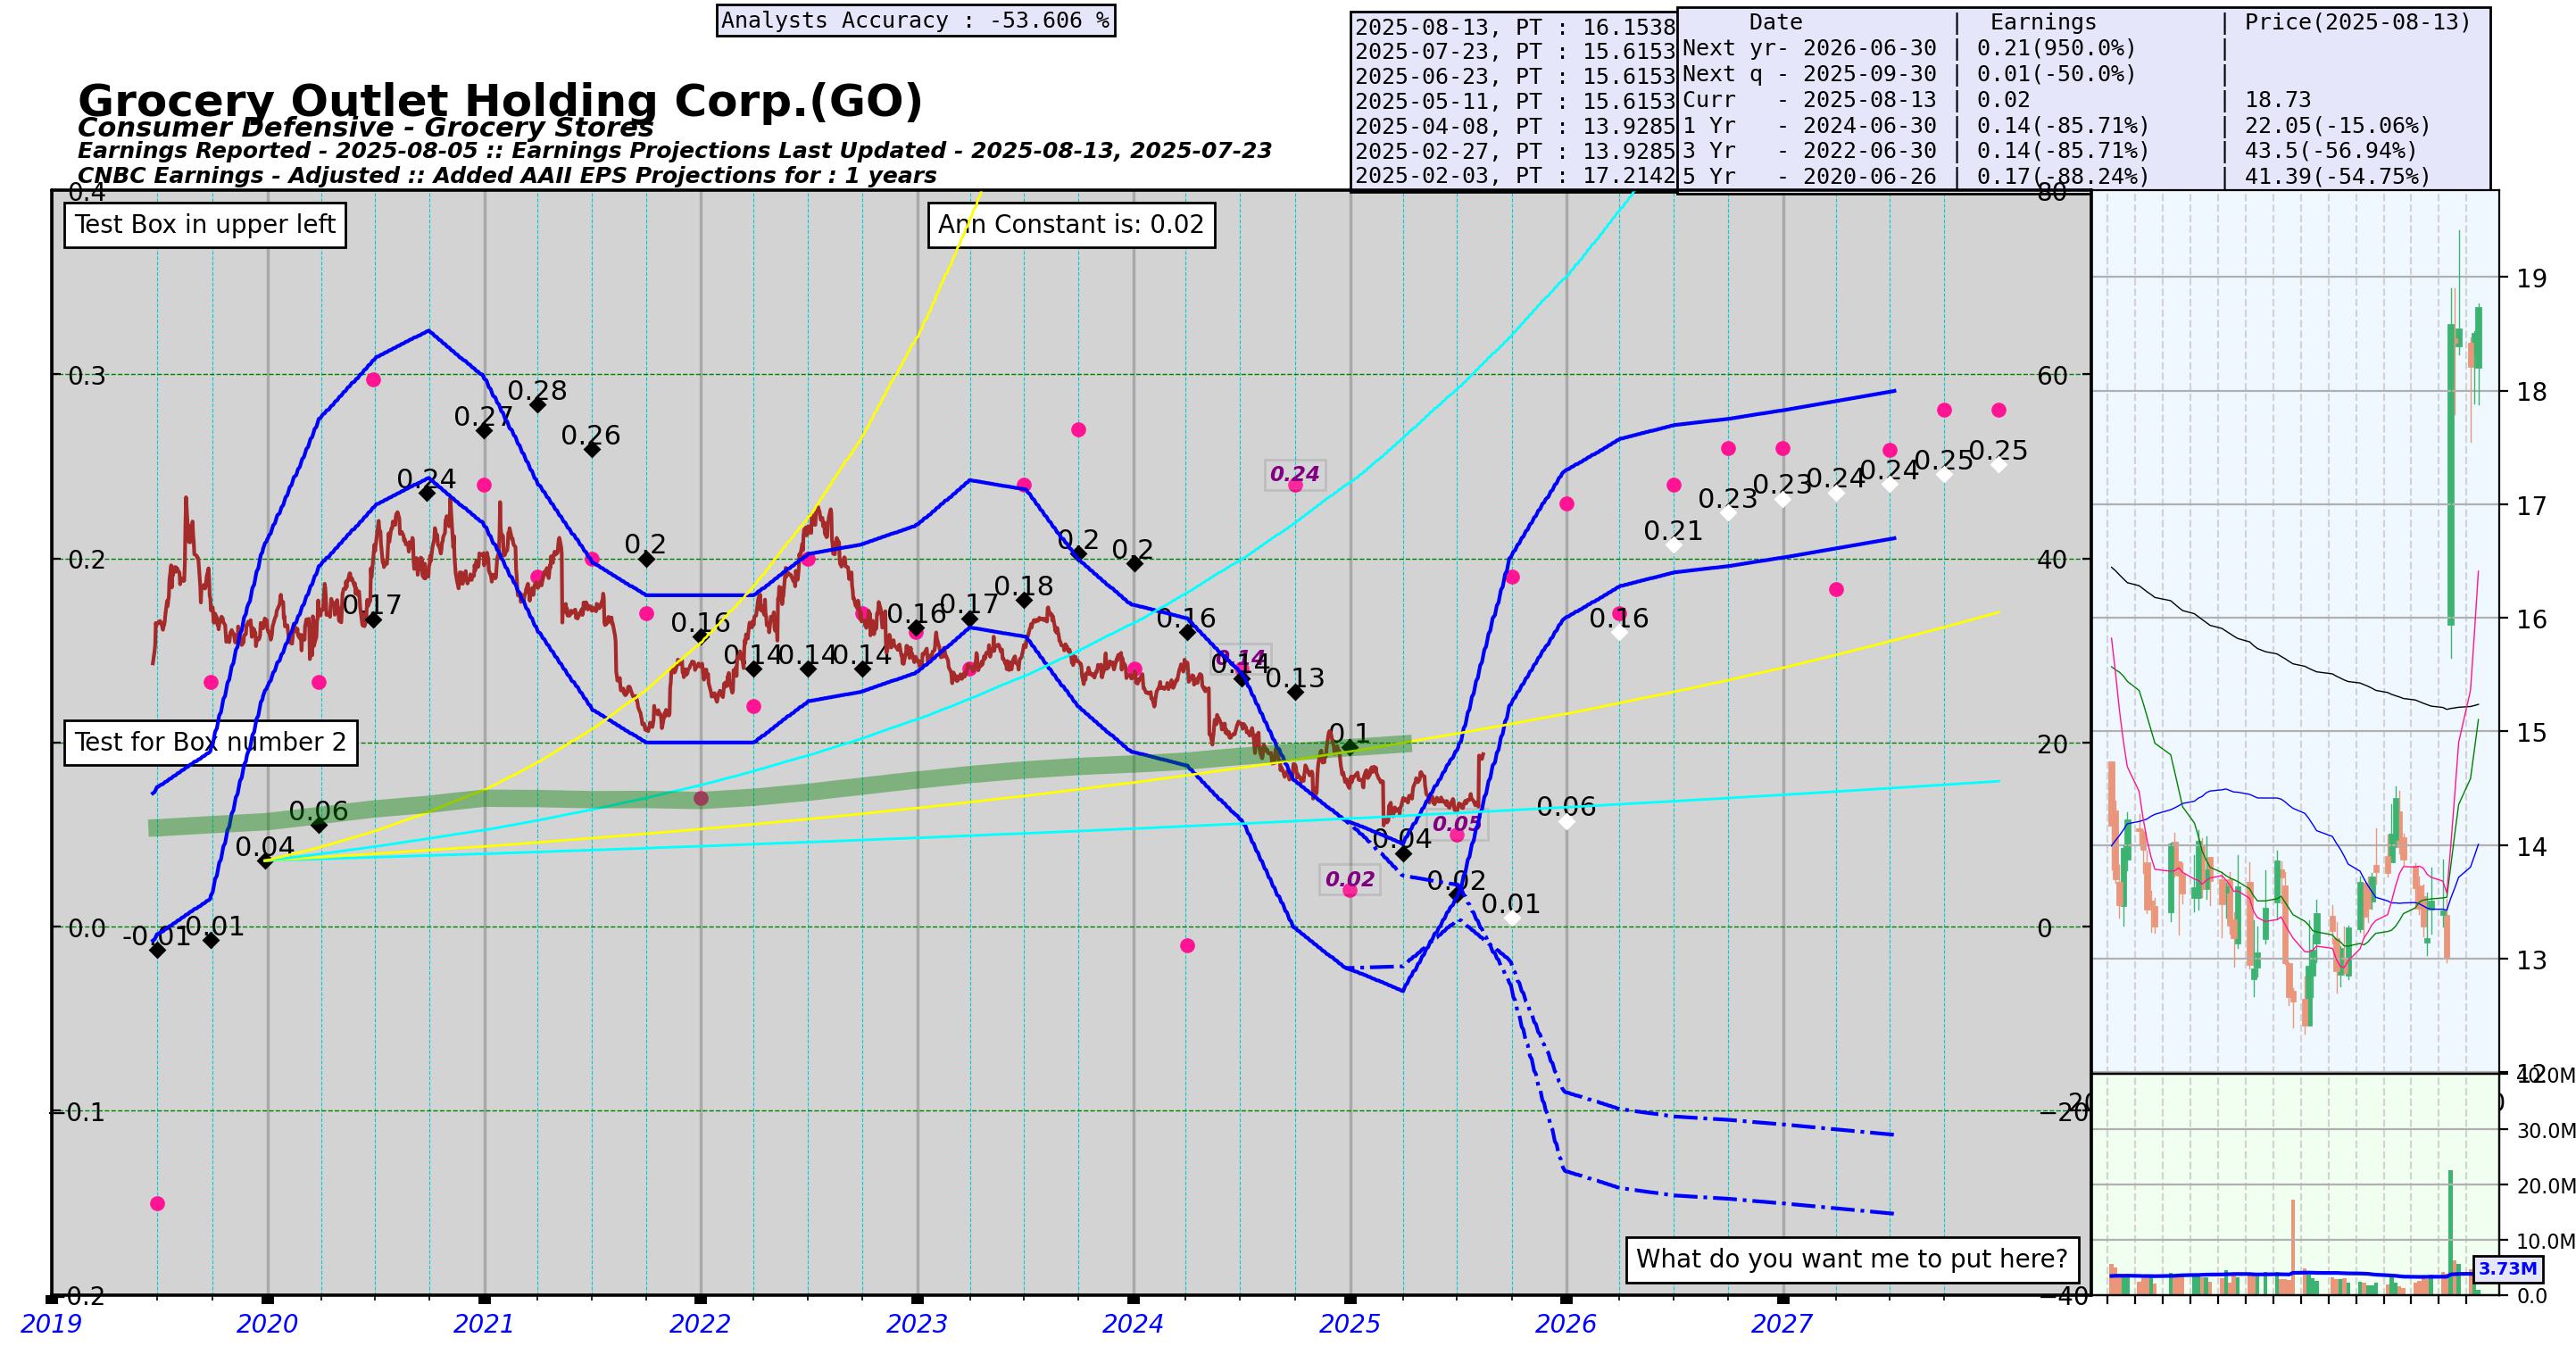 Analysts Accuracy : -53.606 %
2025-08-13, PT : 16.1538
2025-07-23, PT : 15.6153
2025-06-23, PT : 15.6153
2025-05-11, PT : 15.6153
2025-04-08, PT : 13.9285
2025-02-27, PT : 13.9285
2025-02-03, PT : 17.2142
Date | Earnings | Price(2025-08-13)
Next yr- 2026-06-30 | 0.21(950.0%) |
Next q - 2025-09-30 | 0.01(-50.0%) |
Curr - 2025-08-13 | 0.02 | 18.73
1 Yr - 2024-06-30 | 0.14(-85.71%) | 22.05(-15.06%)
3 Yr - 2022-06-30 | 0.14(-85.71%) | 43.5(-56.94%)
5 Yr - 2020-06-26 | 0.17(-88.24%) | 41.39(-54.75%)
Grocery Outlet Holding Corp.(GO)
Consumer Defensive - Grocery Stores
Earnings Reported - 2025-08-05 :: Earnings Projections Last Updated - 2025-08-13, 2025-07-23
CNBC Earnings - Adjusted :: Added AAII EPS Projections for : 1 years
0.4
80
Test Box in upper left
Ann Constant is: 0.02
19
0.3
60
18
0.28
0.27
0.26
0.24
0.24
0.25
0.25
0.24
0.24
0.23
0.23
17
0.21
0.2
0.2
0.2
0.2
40
0.18
0.17
0.17
0.16
0.16
0.16
0.16
16
0.14
0.14
0.14
0.14
0.14
0.13
Test for Box number 2
0.1
20
15
0.06
0.06
0.05
0.04
0.04
14
0.02
0.02
0.01
-0.01
-0.01
0.0
0
13
12
40.0M
−0.1
−20
30.0M
20.0M
10.0M
What do you want me to put here?
3.73M
−0.2
−40
0.0
2019 2020 2021 2022 2023 2024 2025 2026 2027